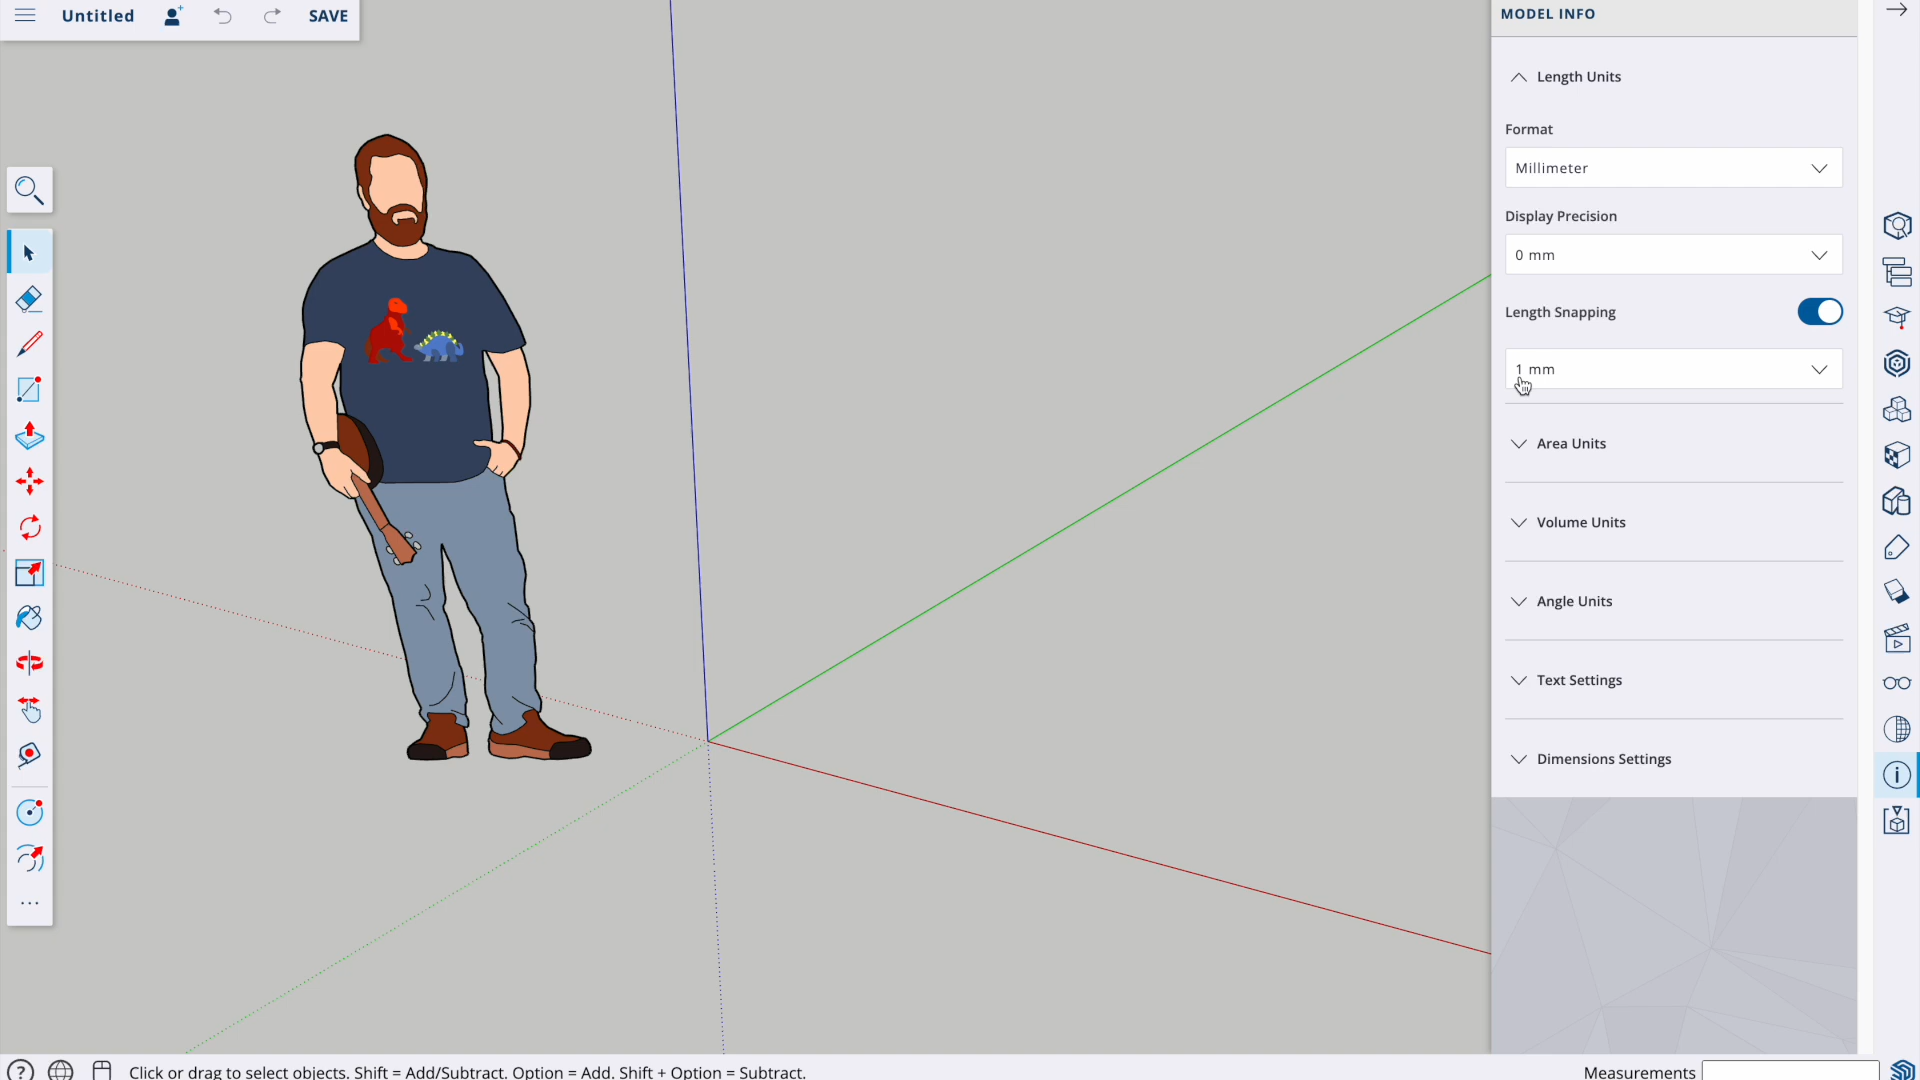 Untitled
SAVE
MODEL INFO
Length Units
Format
Millimeter
Display Precision
0 mm
Length Snapping
1 mm
Area Units
Volume Units
Angle Units
Text Settings
Dimensions Settings
Click or drag to select objects. Shift = Add/Subtract. Option = Add. Shift + Option = Subtract.
Measurements